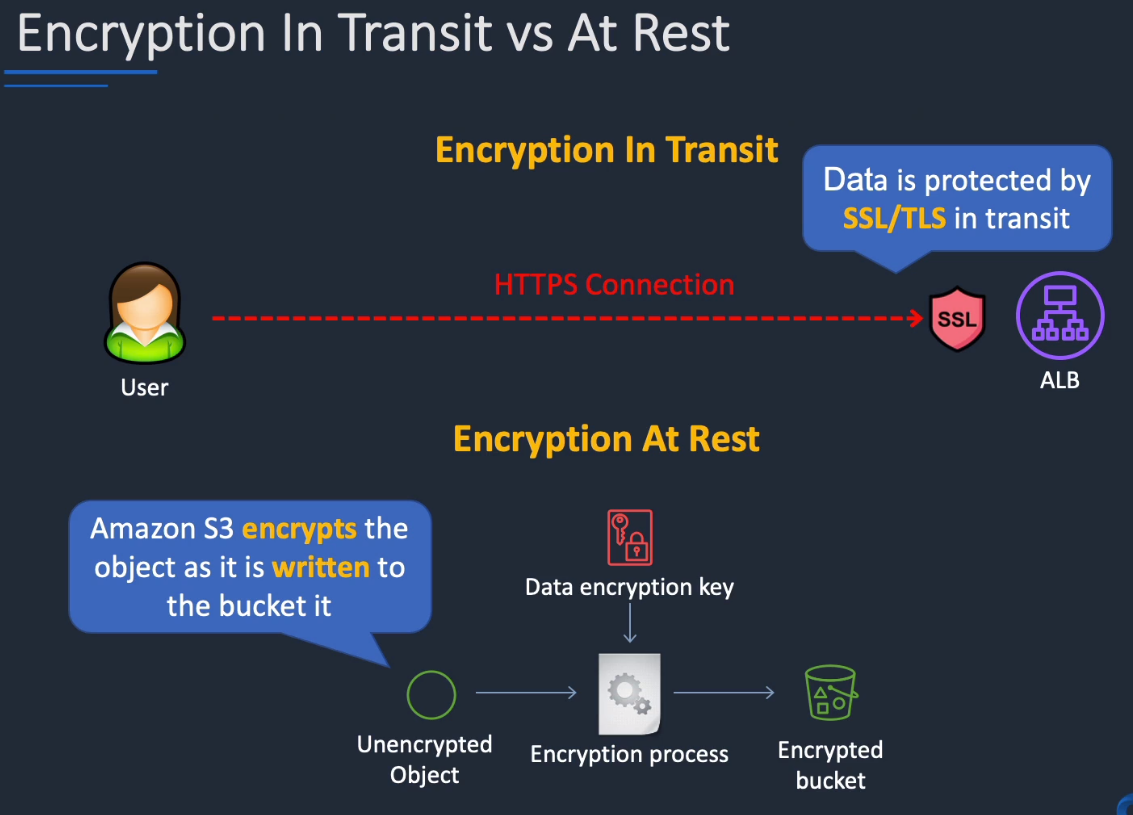 Encryption In Transit vs At Rest
Encryption In Transit
Data is protected by
SSL/TLS in transit
HTTPS Connection
SSL
User
ALB
Encryption At Rest
Amazon S3 encrypts the
object as it is written to
the bucket it
Data encryption key
Unencrypted
Object
Encryption process
Encrypted
bucket